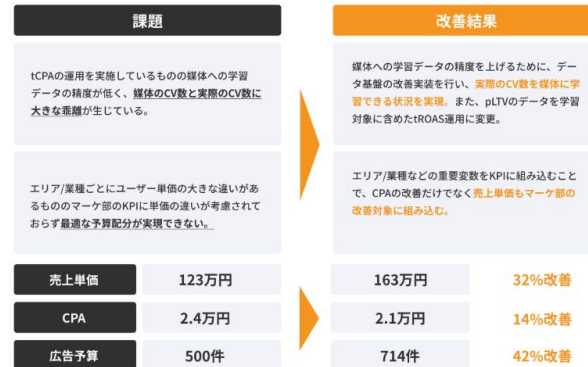 課題
改善結果
tCPAの運用を実施しているものの媒体への学習
データの精度が低く、媒体のCV数と実際のCV数に
大きな乖離が生じている。
媒体への学習データの精度を上げるために、デー
タ基盤の改善実装を行い、実際のCV数を媒体に学
習できる状況を実現。また、pLTVのデータを学習
対象に含めたtROAS運用に変更。
エリア/業種ごとにユーザー単価の大きな違いがあ
るもののマーケ部のKPIに単価の違いが考慮されて
おらず最適な予算配分が実現できない。
エリア/業種などの重要変数をKPIに組み込むこと
で、CPAの改善だけでなく売上単価もマーケ部の
改善対象に組み込む。
売上単価 123万円 163万円 32%改善
CPA 2.4万円 2.1万円 14%改善
広告予算 500件 714件 42%改善